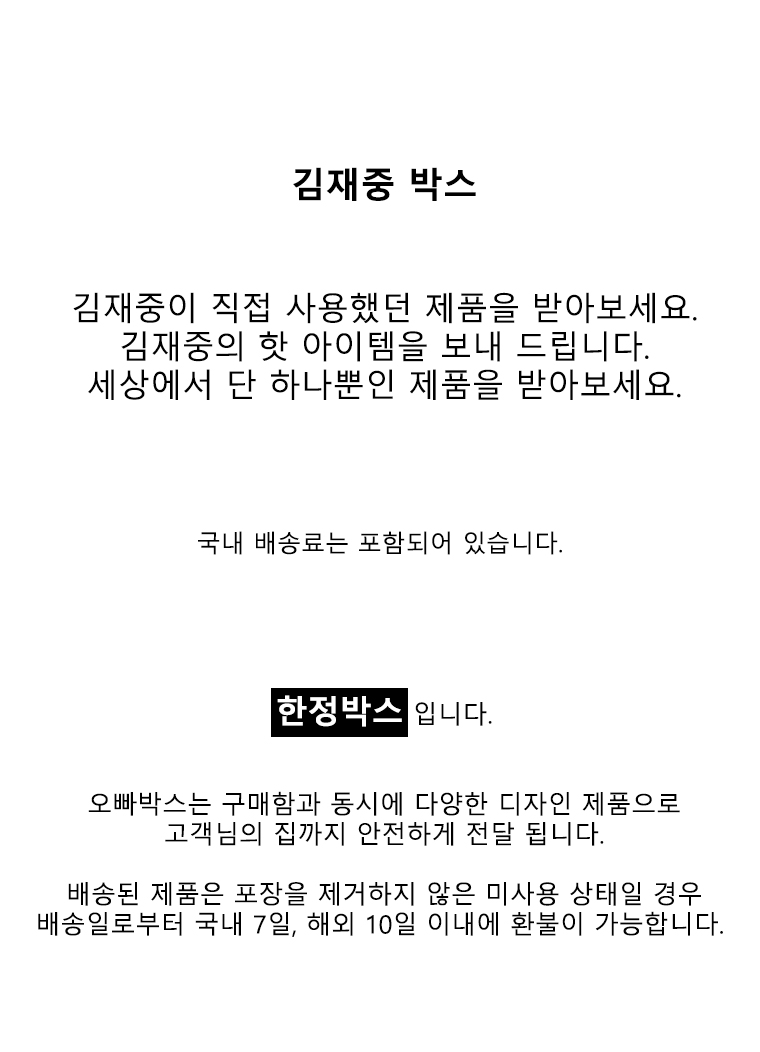 김재중 박스
김재중이 직접 사용했던 제품을 받아보세요.
김재중의 핫 아이템을 보내 드립니다.
세상에서 단 하나뿐인 제품을 받아보세요.
국내 배송료는 포함되어 있습니다.
한정박스 입니다.
오빠박스는 구매함과 동시에 다양한 디자인 제품으로
고객님의 집까지 안전하게 전달 됩니다.
배송된 제품은 포장을 제거하지 않은 미사용 상태일 경우
배송일로부터 국내 7일, 해외 10일 이내에 환불이 가능합니다.